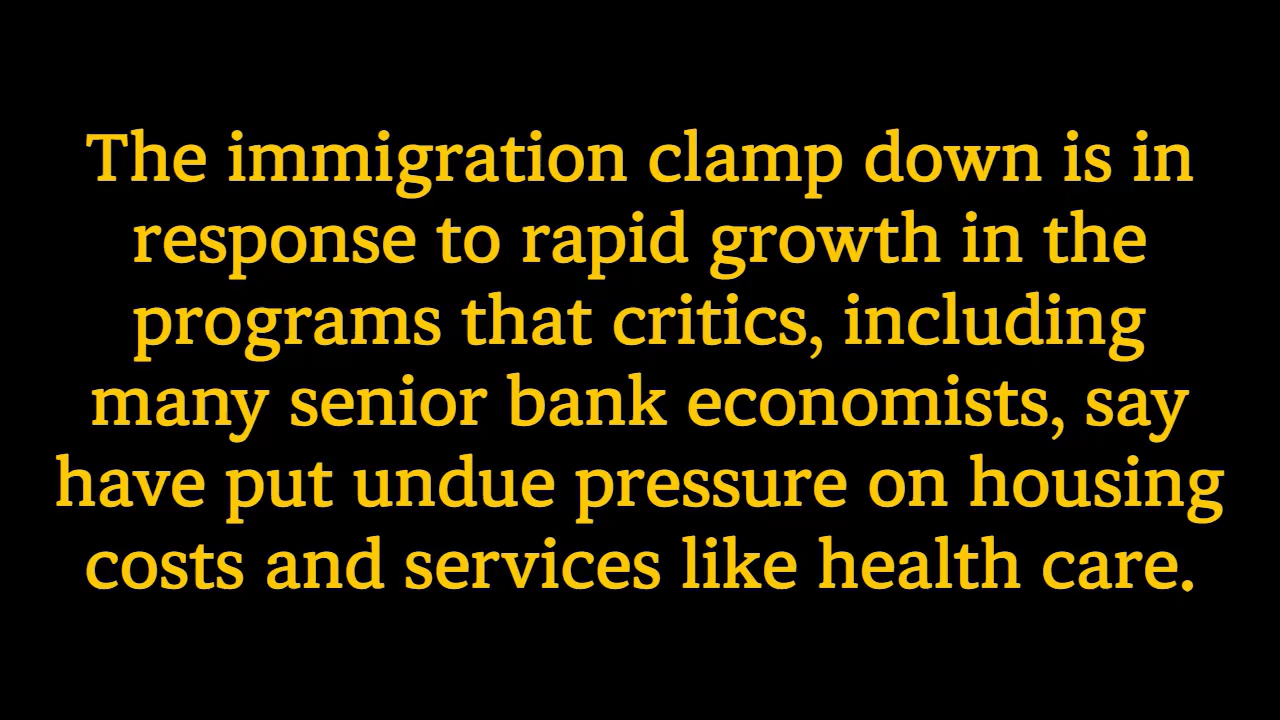 The immigration clamp down is in
response to rapid growth in the
programs that critics, including
many senior bank economists, say
have put undue pressure on housing
costs and services like health care.